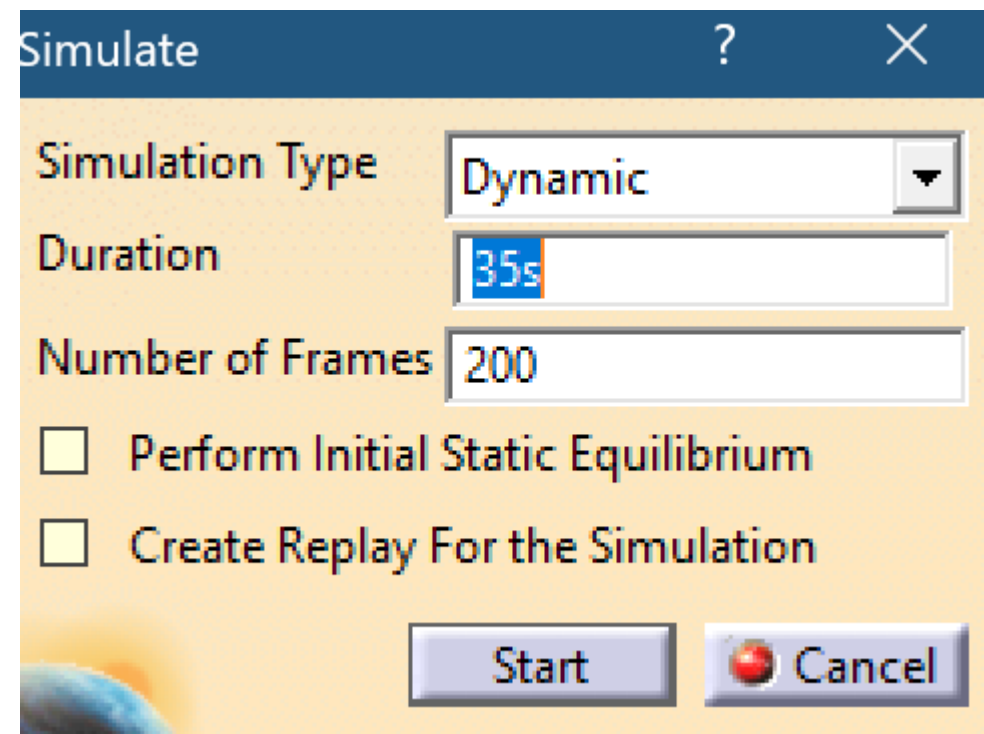 Simulate ? X
Simulation Type Dynamic
Duration 35s
Number of Frames 200
Perform Initial Static Equilibrium
Create Replay For the Simulation
Start Cancel